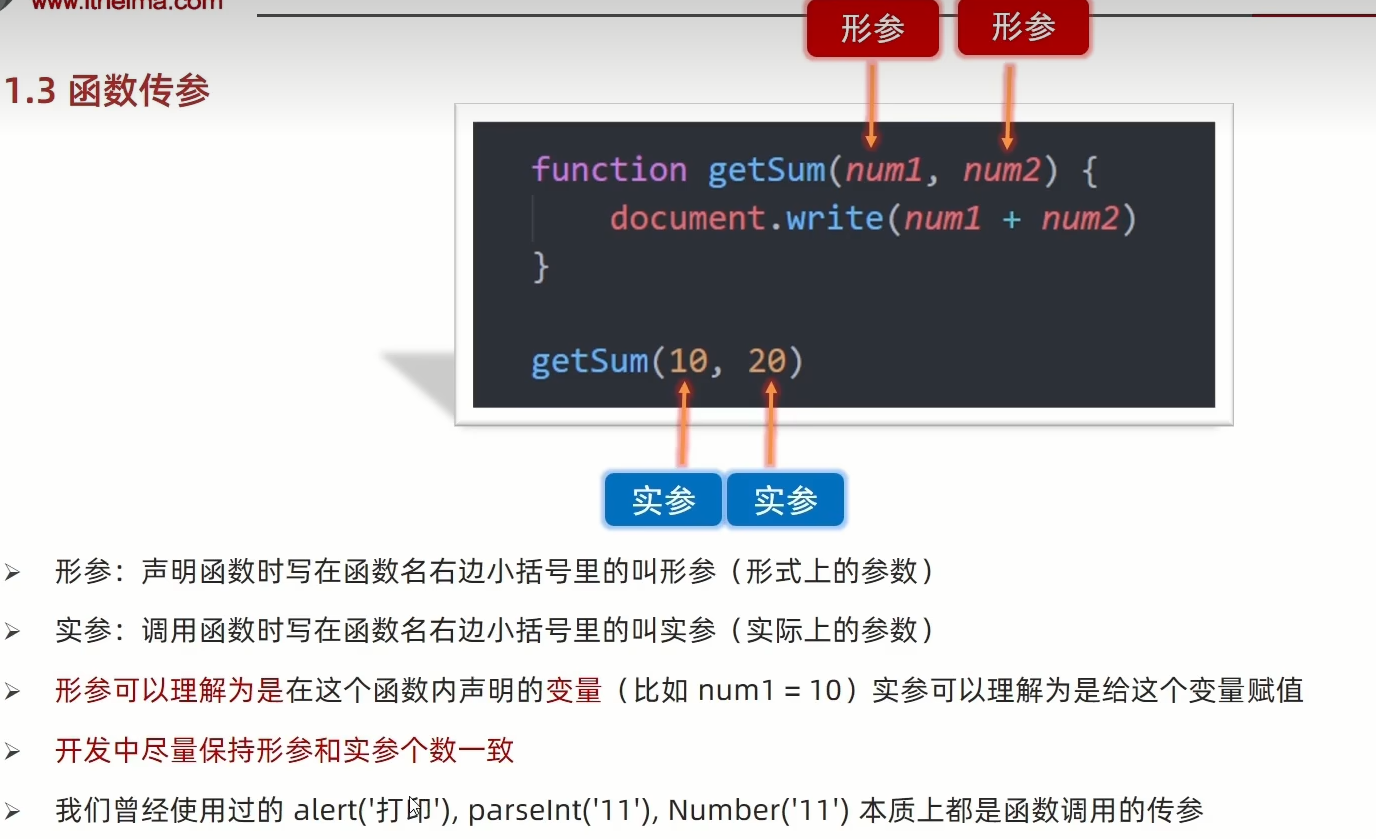 www.itheima.com
形参 形参
1.3 函数传参
function getSum(num1, num2) {
document.write(num1 + num2)
}
getSum(10, 20)
实参 实参
形参：声明函数时写在函数名右边小括号里的叫形参（形式上的参数）
实参：调用函数时写在函数名右边小括号里的叫实参（实际上的参数）
形参可以理解为是在这个函数内声明的变量（比如 num1 = 10）实参可以理解为是给这个变量赋值
开发中尽量保持形参和实参个数一致
我们曾经使用过的 alert('打印'), parseInt('11'), Number('11') 本质上都是函数调用的传参